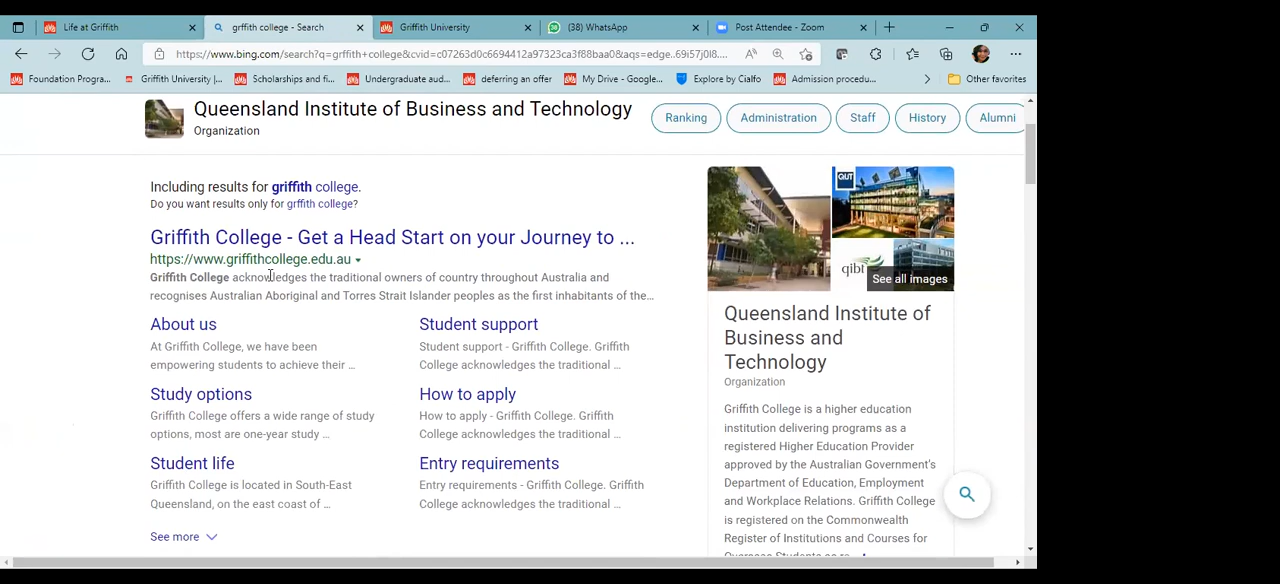 Life at Griffith
grffith college - Search
Griffith University
(38) WhatsApp
Post Attendee - Zoom
https://www.bing.com/search?q=grffith+college&cvid=c07263d0c6694412a97323ca3f88baa0&aqs=edge..69i57j0l8....
Foundation Progra...
Griffith University |...
Scholarships and fi...
Undergraduate aud...
deferring an offer
My Drive - Google...
Explore by Cialfo
Admission procedu...
Other favorites
Queensland Institute of Business and Technology
Organization
Ranking
Administration
Staff
History
Alumni
Including results for griffith college.
Do you want results only for grffith college?
Griffith College - Get a Head Start on your Journey to ...
https://www.griffithcollege.edu.au
Griffith College acknowledges the traditional owners of country throughout Australia and
recognises Australian Aboriginal and Torres Strait Islander peoples as the first inhabitants of the...
About us
At Griffith College, we have been
empowering students to achieve their ...
Student support
Student support - Griffith College. Griffith
College acknowledges the traditional ...
Study options
Griffith College offers a wide range of study
options, most are one-year study ...
How to apply
How to apply - Griffith College. Griffith
College acknowledges the traditional ...
Student life
Griffith College is located in South-East
Queensland, on the east coast of ...
Entry requirements
Entry requirements - Griffith College. Griffith
College acknowledges the traditional ...
See more
QUT
qibt
See all images
Queensland Institute of
Business and
Technology
Organization
Griffith College is a higher education
institution delivering programs as a
registered Higher Education Provider
approved by the Australian Government's
Department of Education, Employment
and Workplace Relations. Griffith College
is registered on the Commonwealth
Register of Institutions and Courses for